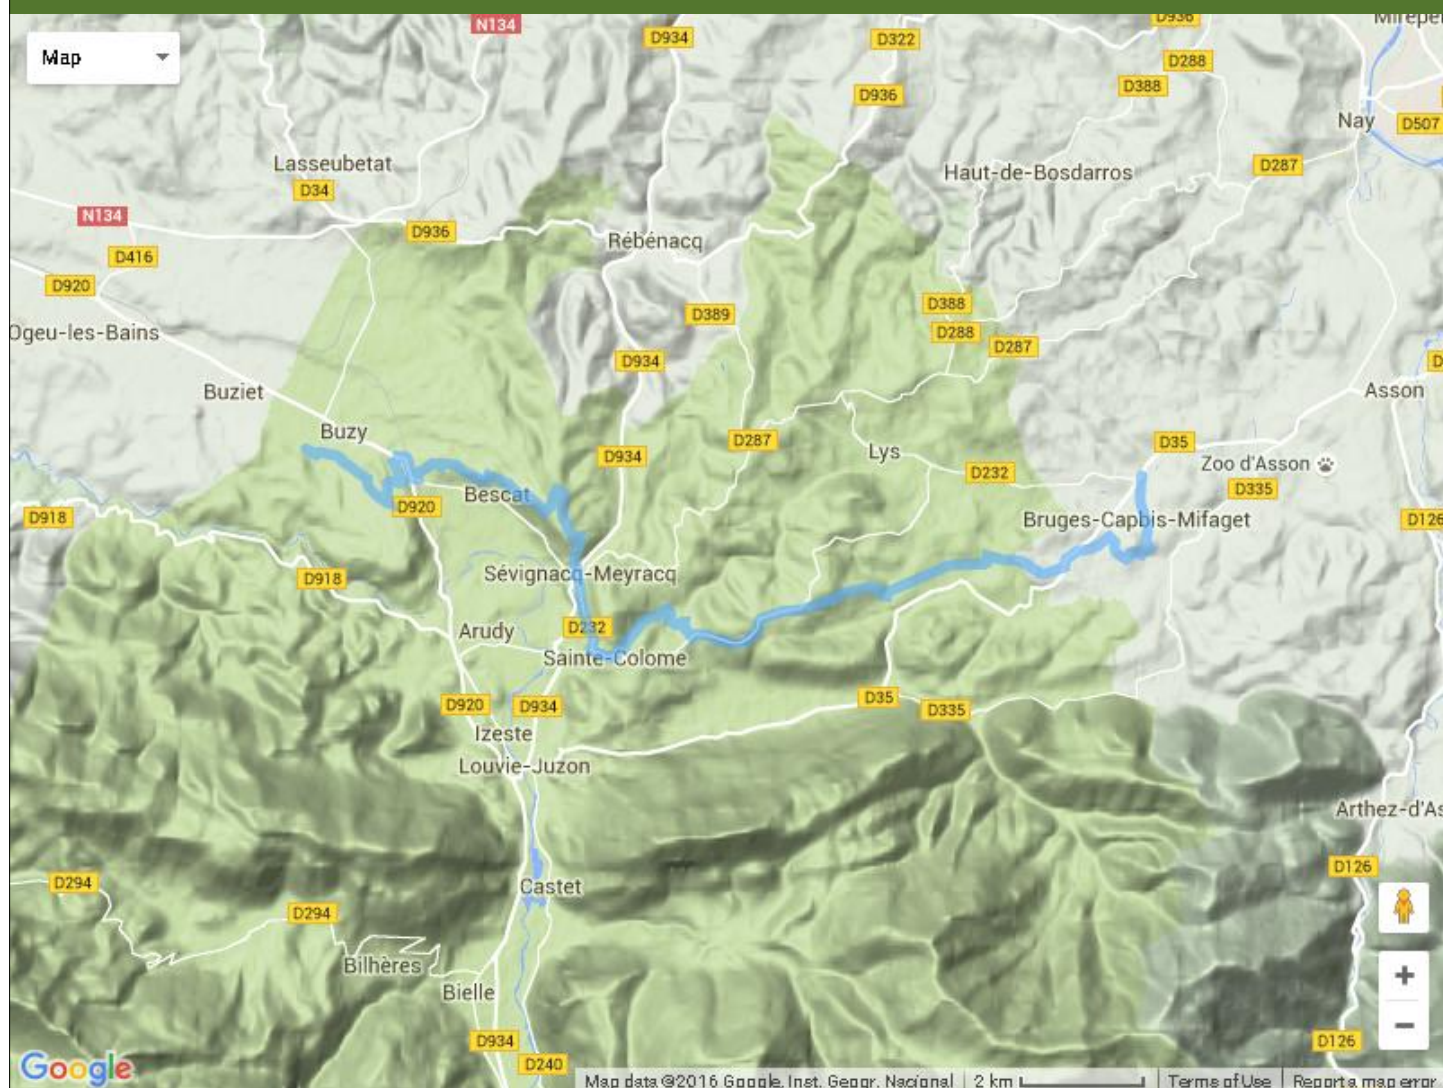 N134
D934
D322
D936
Mirepe
Map
D288
D388
D936
Nay
D507
Lasseubetat
Haut-de-Bosdarros
D287
D34
N134
D936
Rébénacq
D416
D920
D388
D389
D288
Ogeu-les-Bains
D287
D934
Buziet
Asson
Buzy
D287
D35
Lys
D934
Zoo d'Asson
D232
D335
Bescat
D920
D918
Bruges-Capbis-Mifaget
D126
Sévignacq-Meyracq
D918
D232
Arudy
Sainte-Colome
D920
D934
D35
D335
Izeste
Louvie-Juzon
Arthez-d'As
D126
D294
Castet
D294
Bilhères
+
Bielle
−
D934
D126
D240
Google
Map data ©2016 Google, Inst. Geogr. Nacional
2 km
Terms of Use
Report a map error